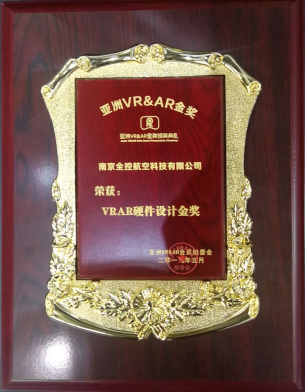 亚洲VR&AR金奖
亚洲VR&AR金奖颁奖典礼
南京全控航空科技有限公司
荣获：
VRAR硬件设计金奖
亚洲VR&AR金奖组委会
二零一九年五月